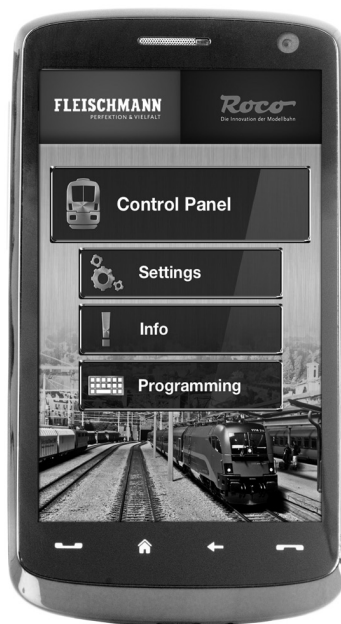 FLEISCHMANN
PERFEKTION & VIELFALT
Roco
Die Innovation der Modellbahn
Control Panel
Settings
Info
Programming